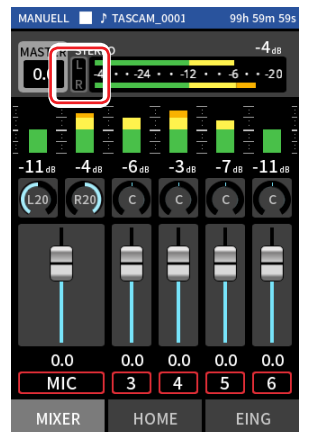 MANUELL TASCAM_0001 99h 59m 59s
MASTER STEREO -4dB
0.0 L R -4 -24 -12 -6 -20
-11dB -4dB -6dB -3dB -7dB -11dB
L20 R20 C C C C
0.0 0.0 0.0 0.0 0.0
MIC 3 4 5 6
MIXER HOME EING